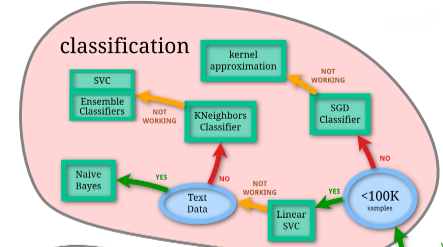 classification
kernel
approximation
SVC
Ensemble
Classifiers
NOT
WORKING
NOT
WORKING
KNeighbors
Classifier
SGD
Classifier
Naive
Bayes
YES
NO
NO
Text
Data
NOT
WORKING
Linear
SVC
YES
<100K
samples